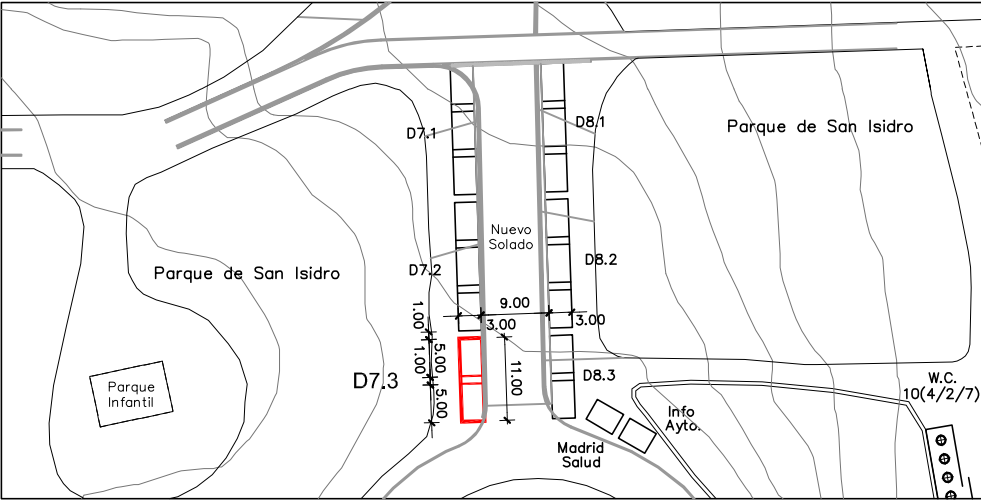 D7.1
D8.1
Parque de San Isidro
Nuevo
Solado
D7.2
D8.2
Parque de San Isidro
9.00
1.00
3.00
3.00
5.00
1.00
5.00
11.00
D7.3
D8.3
Parque
Infantil
W.C.
10(4/2/7)
Info
Ayto.
Madrid
Salud